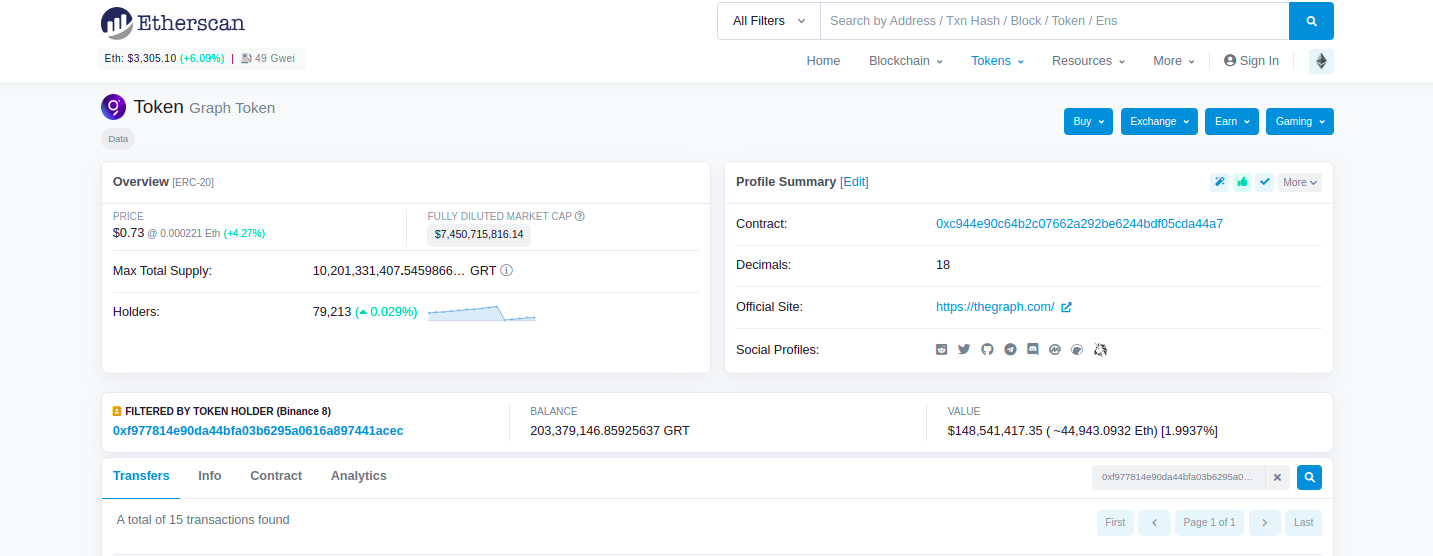 Etherscan
All Filters
Search by Address / Txn Hash / Block / Token / Ens
Eth: $3,305.10 (+6.09%) | 49 Gwei
Home Blockchain Tokens Resources More Sign In
Token Graph Token
Data
Buy Exchange Earn Gaming
Overview [ERC-20]
PRICE
$0.73 @ 0.000221 Eth (+4.27%)
FULLY DILUTED MARKET CAP
$7,450,715,816.14
Max Total Supply: 10,201,331,407.5459866... GRT
Holders: 79,213 ( 0.029%)
Profile Summary [Edit]
More
Contract: 0xc944e90c64b2c07662a292be6244bdf05cda44a7
Decimals: 18
Official Site: https://thegraph.com/
Social Profiles:
FILTERED BY TOKEN HOLDER (Binance 8)
0xf977814e90da44bfa03b6295a0616a897441acec
BALANCE
203,379,146.85925637 GRT
VALUE
$148,541,417.35 ( ~44,943.0932 Eth) [1.9937%]
Transfers Info Contract Analytics
0xf977814e90da44bfa03b6295a0...
A total of 15 transactions found
First Page 1 of 1 Last